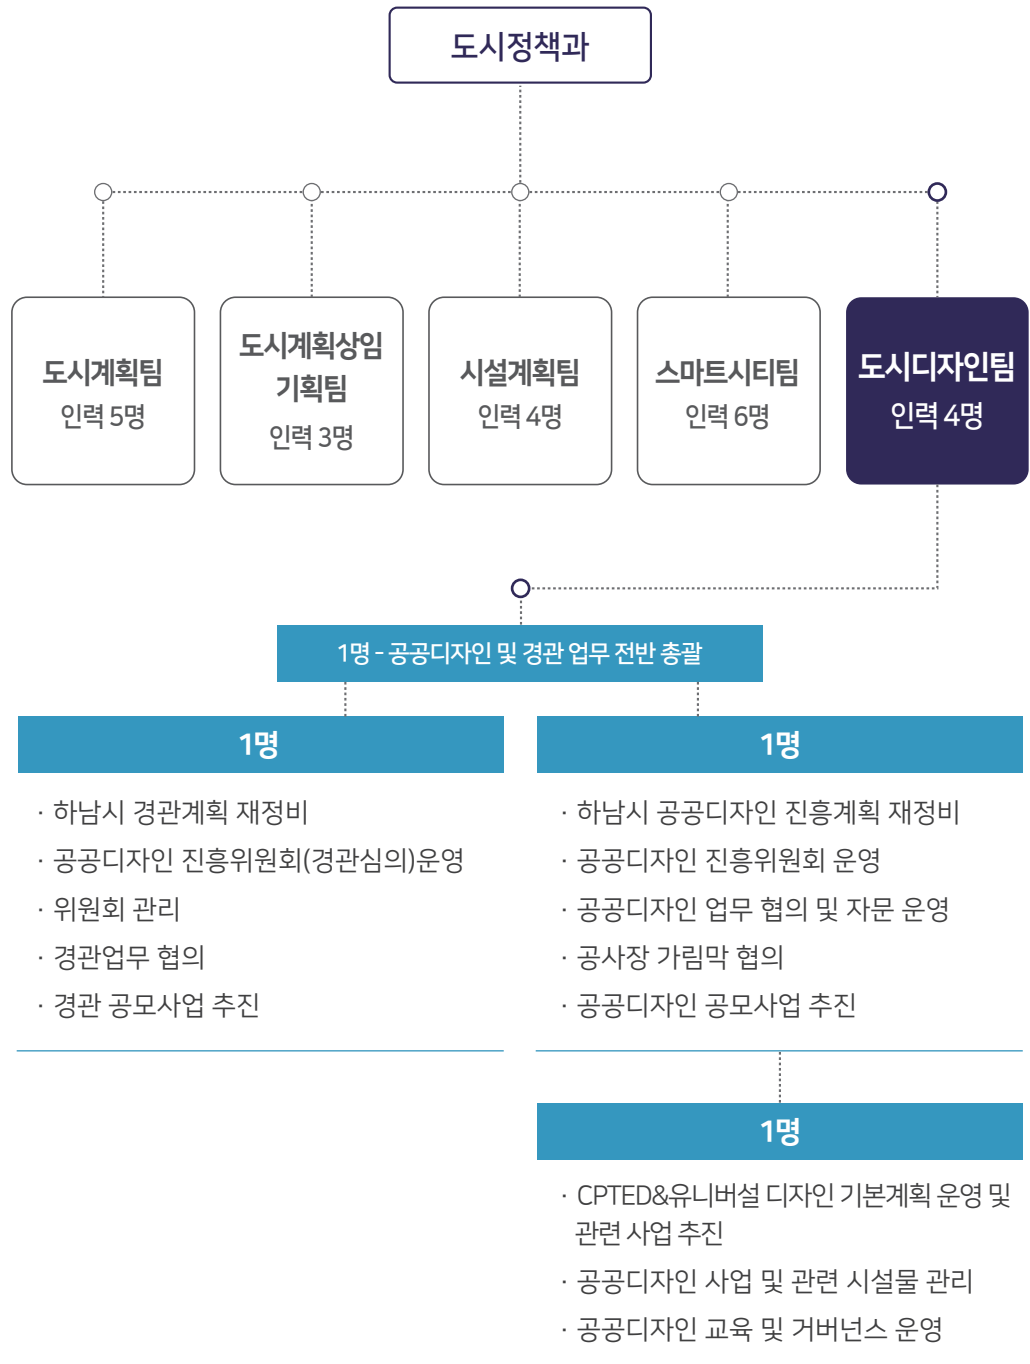 도시정책과
도시계획팀
인력 5명
도시계획상임
기획팀
인력 3명
시설계획팀
인력 4명
스마트시티팀
인력 6명
도시디자인팀
인력 4명
1명 - 공공디자인 및 경관 업무 전반 총괄
1명
· 하남시 경관계획 재정비
· 공공디자인 진흥위원회(경관심의)운영
· 위원회 관리
· 경관업무 협의
· 경관 공모사업 추진
1명
· 하남시 공공디자인 진흥계획 재정비
· 공공디자인 진흥위원회 운영
· 공공디자인 업무 협의 및 자문 운영
· 공사장 가림막 협의
· 공공디자인 공모사업 추진
1명
· CPTED&유니버설 디자인 기본계획 운영 및
관련 사업 추진
· 공공디자인 사업 및 관련 시설물 관리
· 공공디자인 교육 및 거버넌스 운영